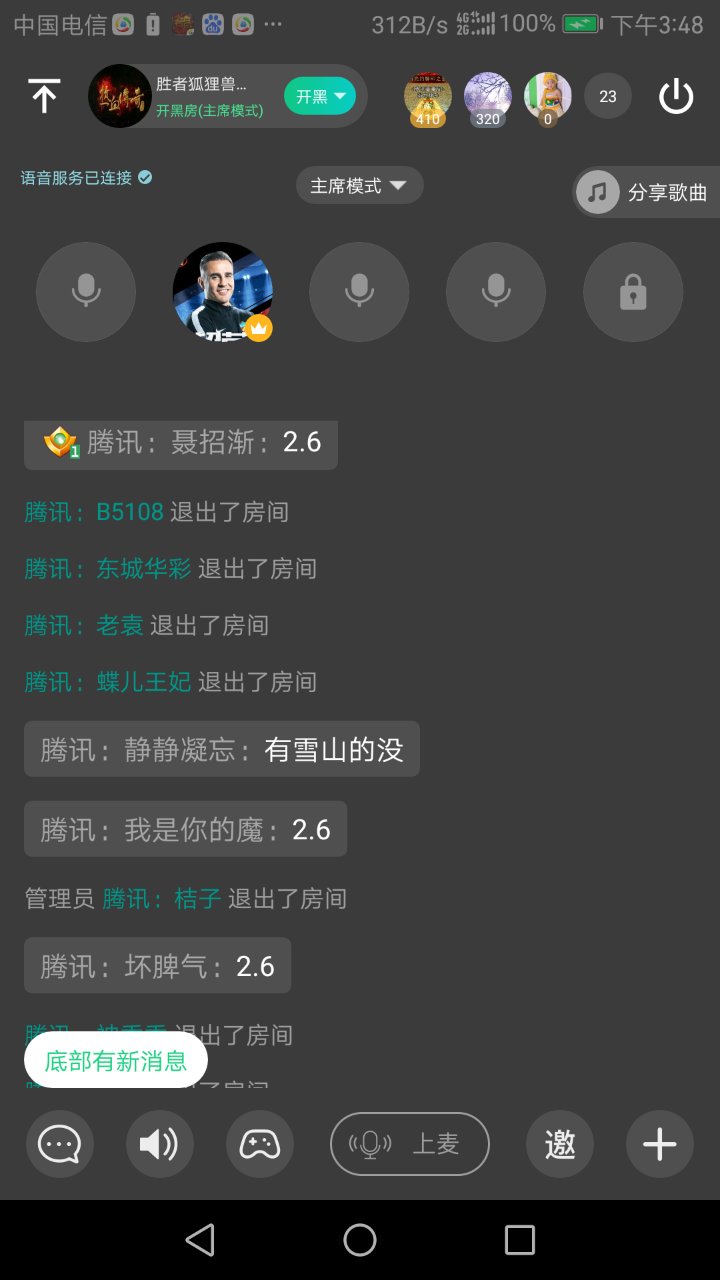 中国电信
312B/s 4G 2G 100% 下午3:48
热血传奇
胜者狐狸兽...
开黑房(主席模式)
开黑
410
320
0
23
语音服务已连接
主席模式
分享歌曲
1 腾讯：聂招渐：2.6
腾讯：B5108 退出了房间
腾讯：东城华彩 退出了房间
腾讯：老袁 退出了房间
腾讯：蝶儿王妃 退出了房间
腾讯：静静凝忘：有雪山的没
腾讯：我是你的魔：2.6
管理员 腾讯：桔子 退出了房间
腾讯：坏脾气：2.6
退出了房间
底部有新消息
上麦
邀